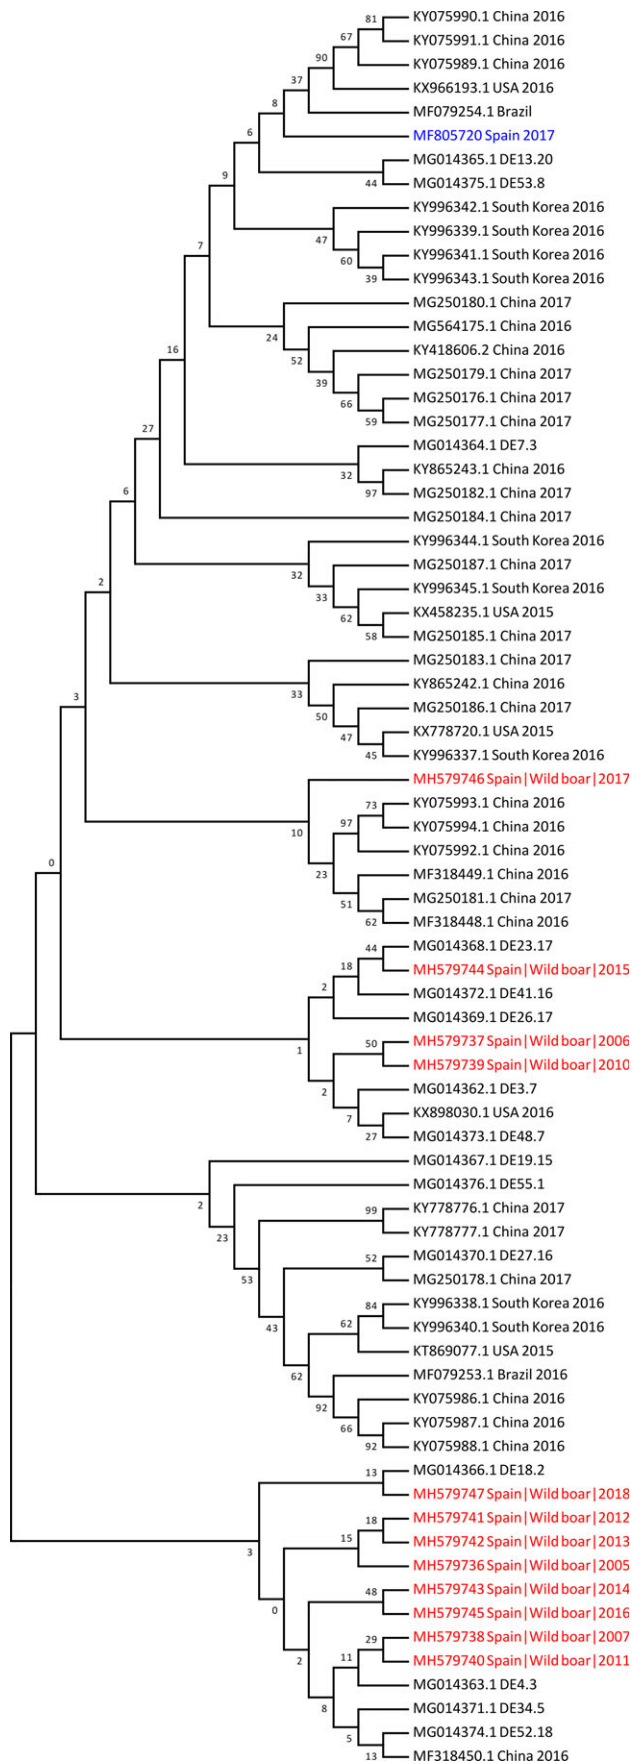 KY075990.1 China 2016
81
KY075991.1 China 2016
67
KY075989.1 China 2016
90
KX966193.1 USA 2016
37
MF079254.1 Brazil
8
MF805720 Spain 2017
6
MG014365.1 DE13.20
44
MG014375.1 DE53.8
9
KY996342.1 South Korea 2016
47
KY996339.1 South Korea 2016
60
KY996341.1 South Korea 2016
39
KY996343.1 South Korea 2016
7
MG250180.1 China 2017
24
MG564175.1 China 2016
52
KY418606.2 China 2016
39
MG250179.1 China 2017
66
MG250176.1 China 2017
59
MG250177.1 China 2017
16
MG014364.1 DE7.3
32
KY865243.1 China 2016
97
MG250182.1 China 2017
27
MG250184.1 China 2017
6
KY996344.1 South Korea 2016
32
MG250187.1 China 2017
33
KY996345.1 South Korea 2016
62
KX458235.1 USA 2015
58
MG250185.1 China 2017
2
MG250183.1 China 2017
33
KY865242.1 China 2016
50
MG250186.1 China 2017
47
KX778720.1 USA 2015
45
KY996337.1 South Korea 2016
3
MH579746 Spain|Wild boar|2017
10
KY075993.1 China 2016
73
KY075994.1 China 2016
97
KY075992.1 China 2016
23
MF318449.1 China 2016
51
MG250181.1 China 2017
62
MF318448.1 China 2016
0
MG014368.1 DE23.17
44
MH579744 Spain|Wild boar|2015
18
MG014372.1 DE41.16
2
MG014369.1 DE26.17
1
MH579737 Spain|Wild boar|2006
50
MH579739 Spain|Wild boar|2010
2
MG014362.1 DE3.7
7
KX898030.1 USA 2016
27
MG014373.1 DE48.7
MG014367.1 DE19.15
2
MG014376.1 DE55.1
23
KY778776.1 China 2017
99
KY778777.1 China 2017
53
MG014370.1 DE27.16
52
MG250178.1 China 2017
43
KY996338.1 South Korea 2016
84
KY996340.1 South Korea 2016
62
KT869077.1 USA 2015
62
MF079253.1 Brazil 2016
92
KY075986.1 China 2016
66
KY075987.1 China 2016
92
KY075988.1 China 2016
MG014366.1 DE18.2
13
MH579747 Spain|Wild boar|2018
3
MH579741 Spain|Wild boar|2012
18
MH579742 Spain|Wild boar|2013
15
MH579736 Spain|Wild boar|2005
0
MH579743 Spain|Wild boar|2014
48
MH579745 Spain|Wild boar|2016
2
MH579738 Spain|Wild boar|2007
29
MH579740 Spain|Wild boar|2011
11
MG014363.1 DE4.3
8
MG014371.1 DE34.5
5
MG014374.1 DE52.18
13
MF318450.1 China 2016